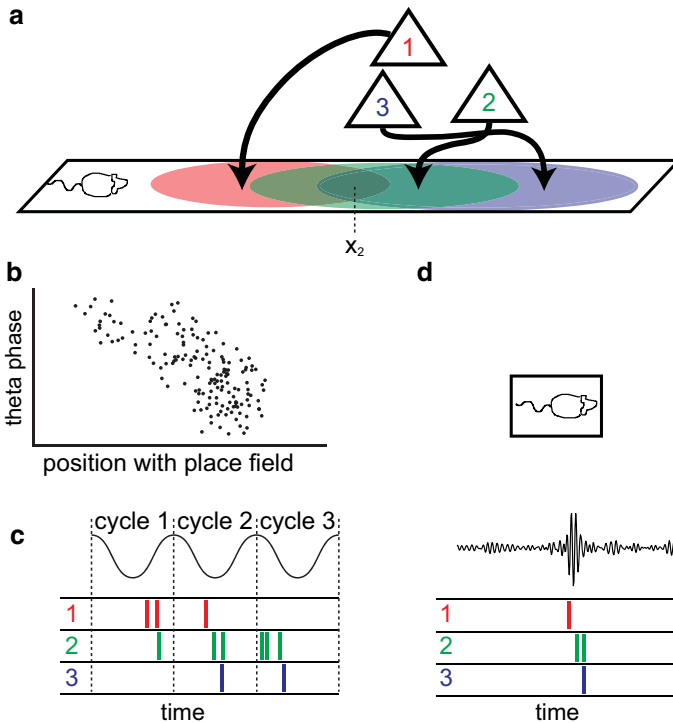 a
1
3
2
x₂
b
theta phase
position with place field
d
c
cycle 1 cycle 2 cycle 3
1
2
3
time
1
2
3
time